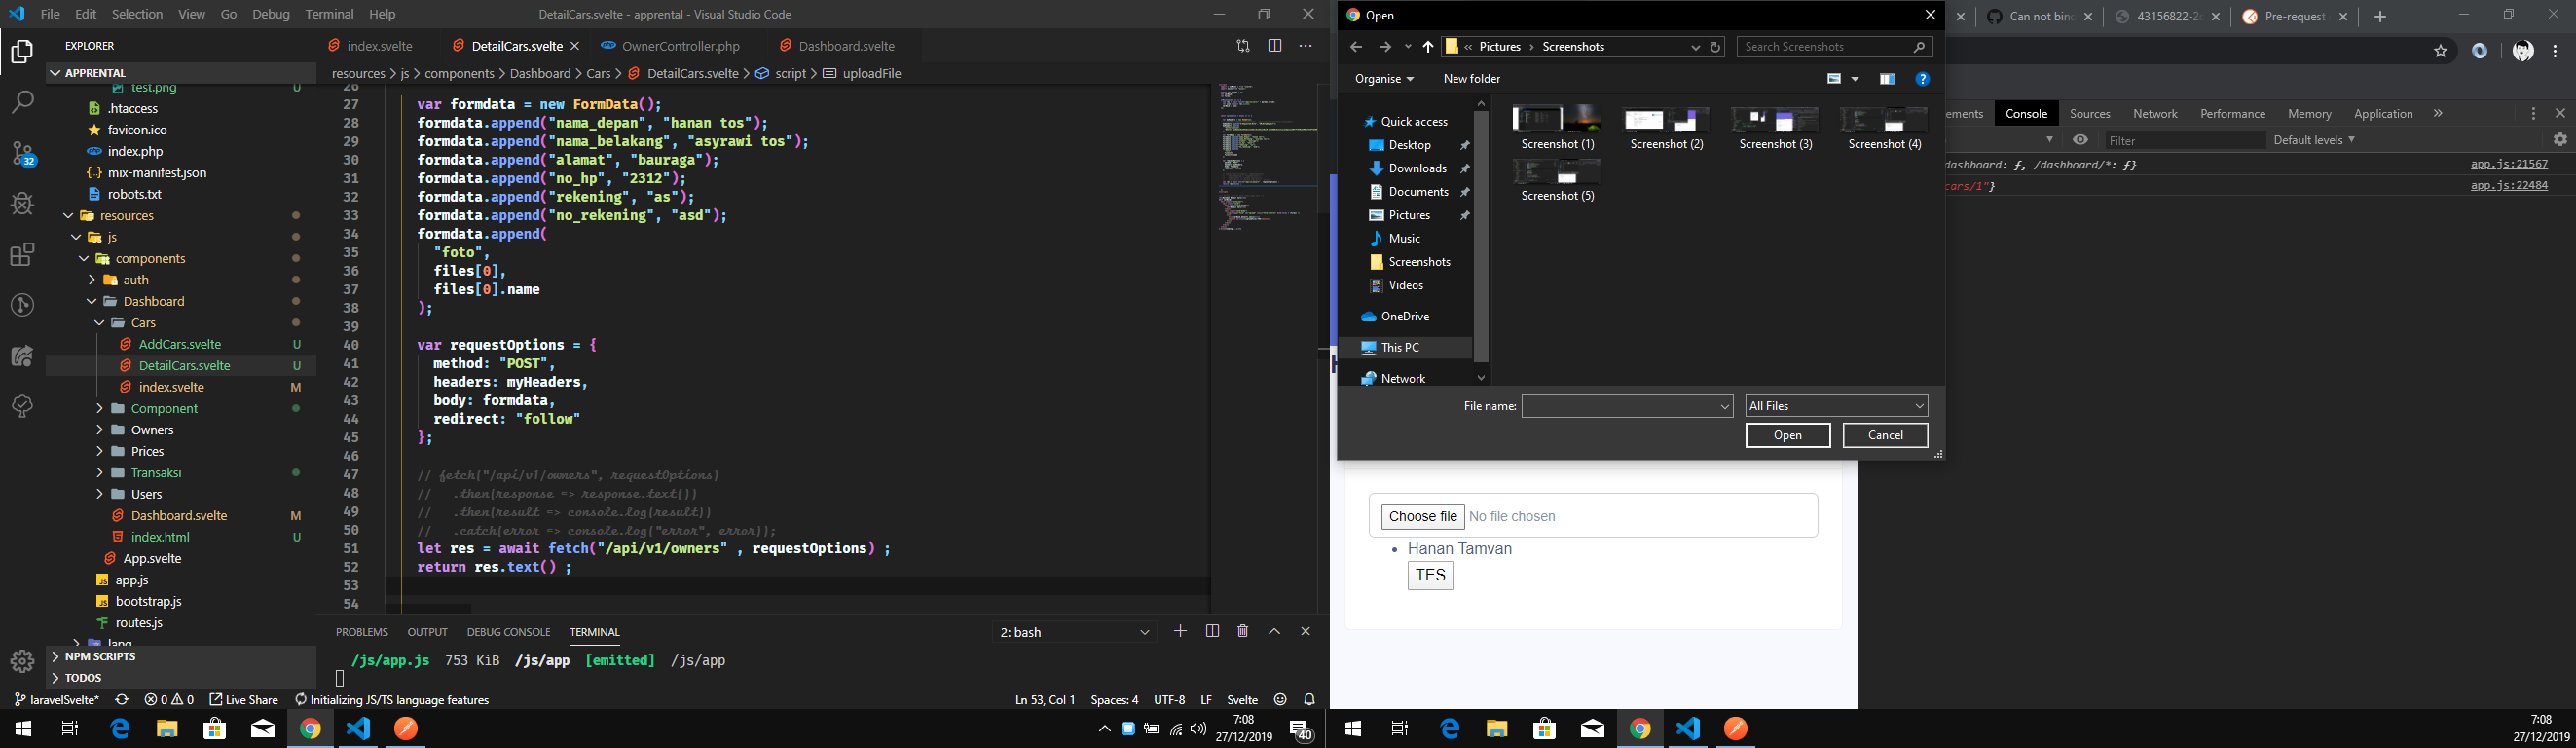 File Edit Selection View Go Debug Terminal Help
DetailCars.svelte - apprental - Visual Studio Code
EXPLORER
APPRENTAL
test.png U
.htaccess
favicon.ico
index.php
mix-manifest.json
robots.txt
resources
js
components
auth
Dashboard
Cars
AddCars.svelte U
DetailCars.svelte U
index.svelte M
Component
Owners
Prices
Transaksi
Users
Dashboard.svelte M
index.html U
App.svelte
app.js
bootstrap.js
routes.js
lang
NPM SCRIPTS
TODOS
32
index.svelte
DetailCars.svelte
OwnerController.php
Dashboard.svelte
resources > js > components > Dashboard > Cars > DetailCars.svelte > script > uploadFile
26
27 var formdata = new FormData();
28 formdata.append("nama_depan", "hanan tos");
29 formdata.append("nama_belakang", "asyrawi tos");
30 formdata.append("alamat", "bauraga");
31 formdata.append("no_hp", "2312");
32 formdata.append("rekening", "as");
33 formdata.append("no_rekening", "asd");
34 formdata.append(
35 "foto",
36 files[0],
37 files[0].name
38 );
39
40 var requestOptions = {
41 method: "POST",
42 headers: myHeaders,
43 body: formdata,
44 redirect: "follow"
45 };
46
47 // fetch("/api/v1/owners", requestOptions)
48 // .then(response => response.text())
49 // .then(result => console.log(result))
50 // .catch(error => console.log("error", error));
51 let res = await fetch("/api/v1/owners" , requestOptions) ;
52 return res.text() ;
53
54
PROBLEMS OUTPUT DEBUG CONSOLE TERMINAL
2: bash
/js/app.js 753 KiB /js/app [emitted] /js/app
laravelSvelte* 0 0 Live Share Initializing JS/TS language features
Ln 53, Col 1 Spaces: 4 UTF-8 LF Svelte
7:08
27/12/2019
40
Open
« Pictures > Screenshots
Search Screenshots
Organise
New folder
Quick access
Desktop
Downloads
Documents
Pictures
Music
Screenshots
Videos
OneDrive
This PC
Network
Screenshot (1)
Screenshot (2)
Screenshot (3)
Screenshot (4)
Screenshot (5)
File name:
All Files
Open
Cancel
Choose file No file chosen
Hanan Tamvan
TES
Can not bin
43156822-2
Pre-request
ements Console Sources Network Performance Memory Application
Filter
Default levels
dashboard: ƒ, /dashboard/*: ƒ}
app.js:21567
cars/1"}
app.js:22484
7:08
27/12/2019